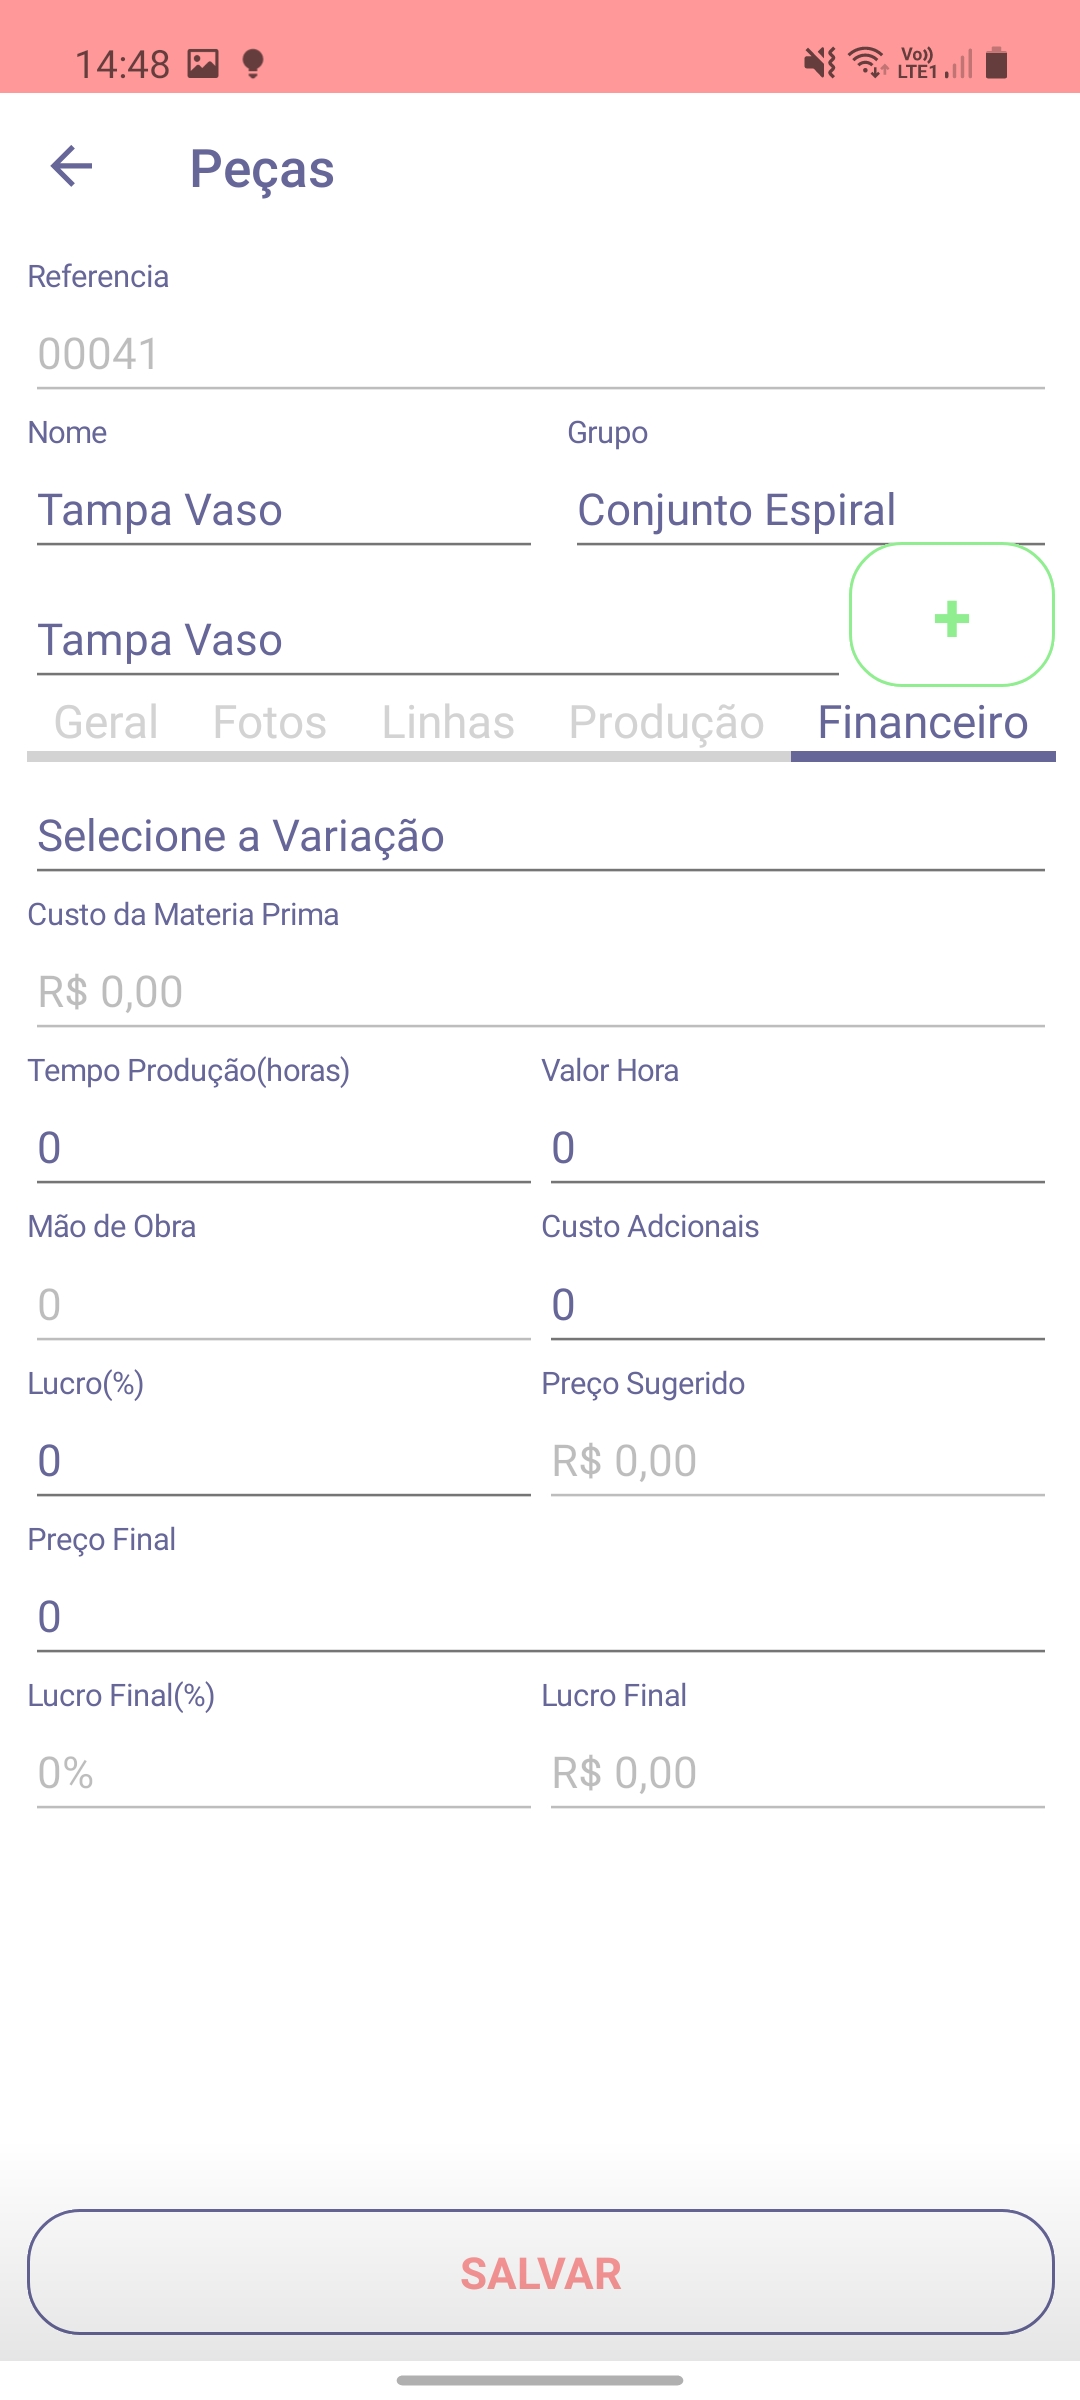 14:48
Vo)) LTE1
Peças
Referencia
00041
Nome Grupo
Tampa Vaso Conjunto Espiral
Tampa Vaso +
Geral Fotos Linhas Produção Financeiro
Selecione a Variação
Custo da Materia Prima
R$ 0,00
Tempo Produção(horas) Valor Hora
0 0
Mão de Obra Custo Adcionais
0 0
Lucro(%) Preço Sugerido
0 R$ 0,00
Preço Final
0
Lucro Final(%) Lucro Final
0% R$ 0,00
SALVAR